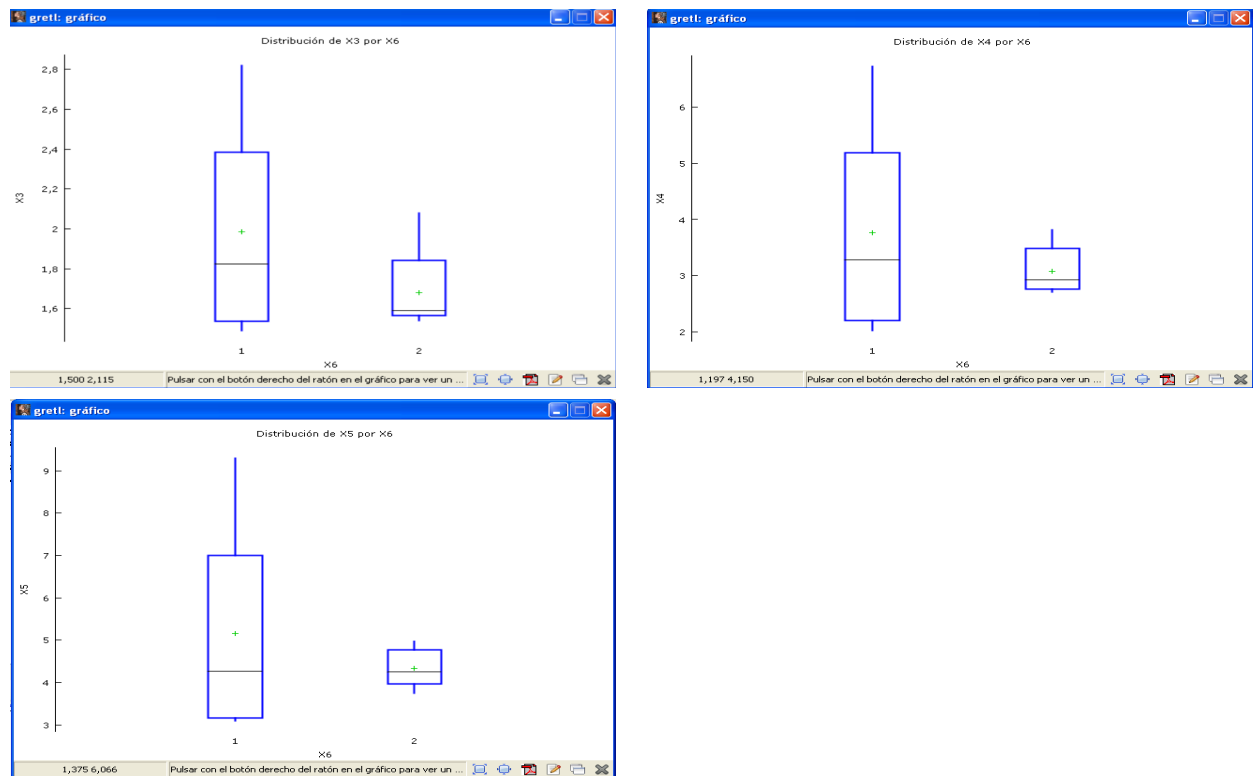 gretl: gráfico
Distribución de X3 por X6
2,8
2,6
2,4
2,2
2
1,8
1,6
X3
1
2
X6
1,500 2,115
Pulsar con el botón derecho del ratón en el gráfico para ver un ...
gretl: gráfico
Distribución de X4 por X6
6
5
4
3
2
X4
1
2
X6
1,197 4,150
Pulsar con el botón derecho del ratón en el gráfico para ver un ...
gretl: gráfico
Distribución de X5 por X6
9
8
7
6
5
4
3
X5
1
2
X6
1,375 6,066
Pulsar con el botón derecho del ratón en el gráfico para ver un ...